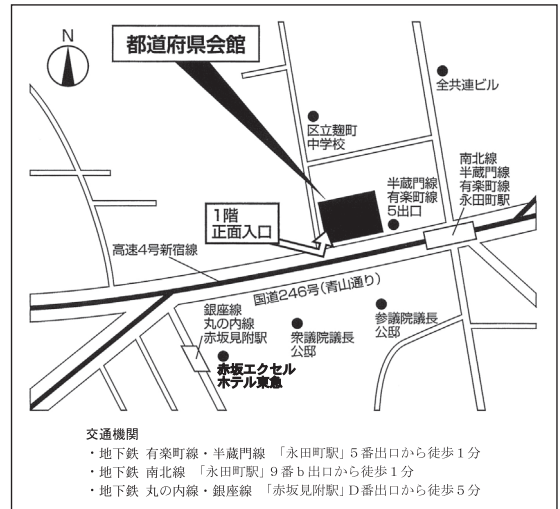 都道府県会館
N
全共連ビル
区立麹町
中学校
南北線
半蔵門線
有楽町線
永田町駅
半蔵門線
有楽町線
5出口
1階
正面入口
高速4号新宿線
国道246号(青山通り)
銀座線
丸の内線
赤坂見附駅
衆議院議長
公邸
参議院議長
公邸
赤坂エクセル
ホテル東急
交通機関
・地下鉄 有楽町線・半蔵門線 「永田町駅」5番出口から徒歩1分
・地下鉄 南北線 「永田町駅」9番b出口から徒歩1分
・地下鉄 丸の内線・銀座線 「赤坂見附駅」D番出口から徒歩5分